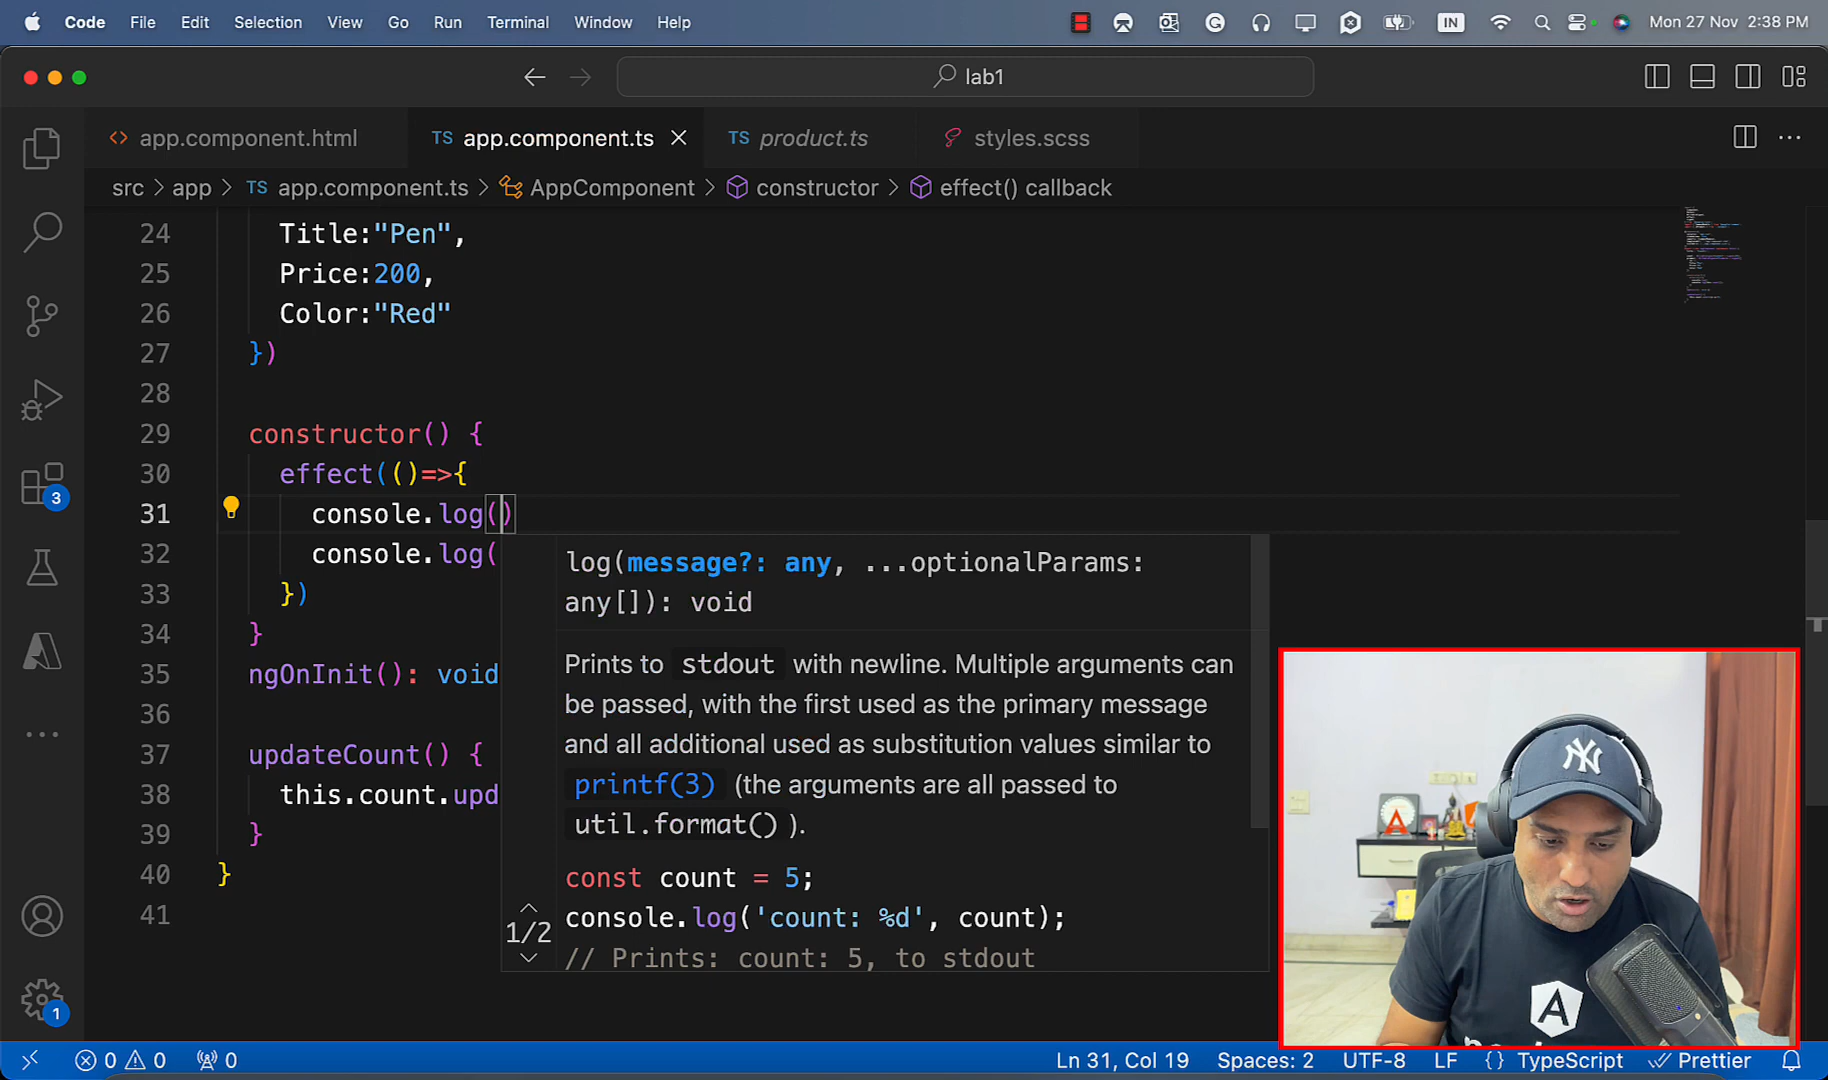 Code File Edit Selection View Go Run Terminal Window Help IN Mon 27 Nov 2:38 PM
lab1
app.component.html TS app.component.ts TS product.ts styles.scss
src > app > TS app.component.ts > AppComponent > constructor > effect() callback
24 Title:"Pen",
25 Price:200,
26 Color:"Red"
27 })
28
29 constructor() {
30 effect(()=>{
31 console.log()
32 console.log(
33 })
34 }
35 ngOnInit(): void
36
37 updateCount() {
38 this.count.upd
39 }
40 }
41
log(message?: any, ...optionalParams:
any[]): void
Prints to stdout with newline. Multiple arguments can
be passed, with the first used as the primary message
and all additional used as substitution values similar to
printf(3) (the arguments are all passed to
util.format() ).
const count = 5;
console.log('count: %d', count);
// Prints: count: 5, to stdout
1/2
3
1
NY
A
0 0 0 Ln 31, Col 19 Spaces: 2 UTF-8 LF {} TypeScript Prettier